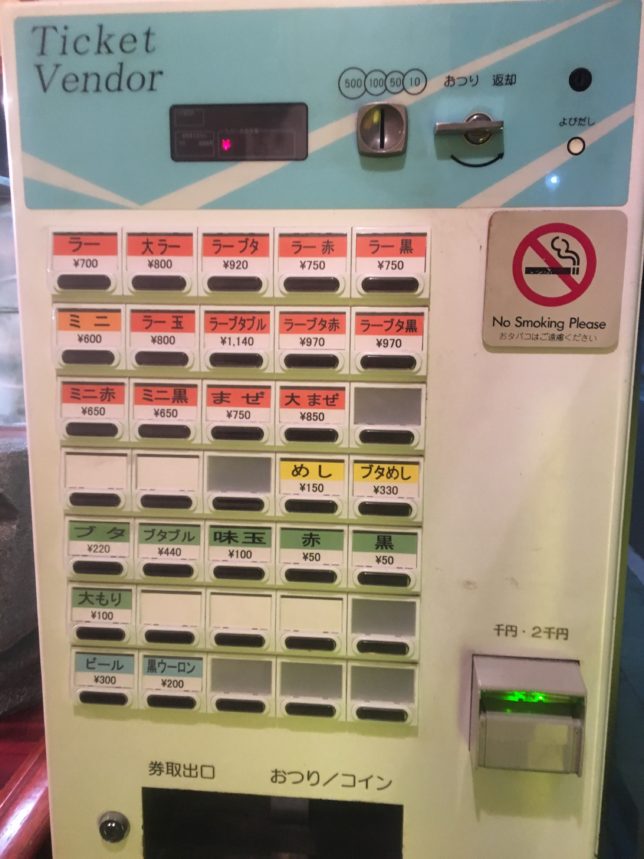 Ticket
Vendor
500 100 50 10 おつり 返却
よびだし
¥
ラー 大ラー ラーブタ ラー赤 ラー黒
¥700 ¥800 ¥920 ¥750 ¥750
No Smoking Please
おタバコはご遠慮ください
ミニ ラー玉 ラーブタブル ラーブタ赤 ラーブタ黒
¥600 ¥800 ¥1,140 ¥970 ¥970
ミニ赤 ミニ黒 まぜ 大まぜ
¥650 ¥650 ¥750 ¥850
めし ブタめし
¥150 ¥330
ブタ ブタブル 味玉 赤 黒
¥220 ¥440 ¥100 ¥50 ¥50
大もり
¥100
千円・2千円
ビール 黒ウーロン
¥300 ¥200
券取出口 おつり/コイン